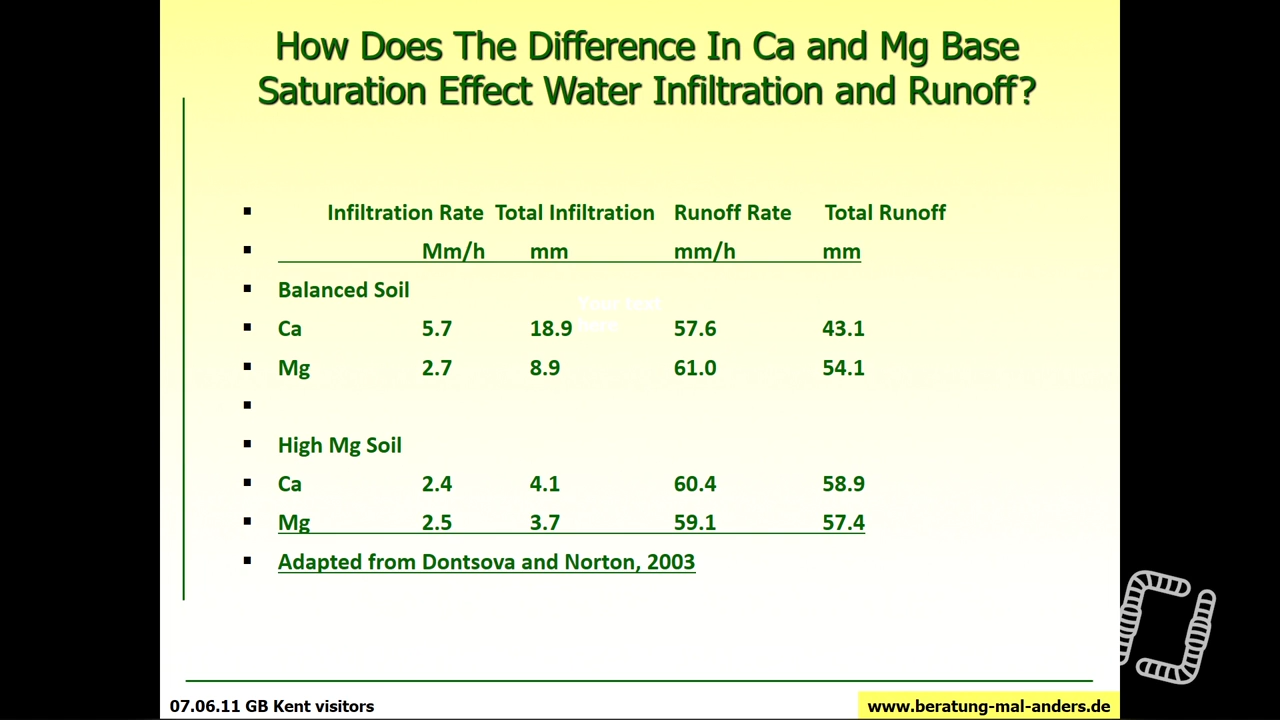 How Does The Difference In Ca and Mg Base
Saturation Effect Water Infiltration and Runoff?
Infiltration Rate Total Infiltration Runoff Rate Total Runoff
Mm/h mm mm/h mm
Balanced Soil
Your text
here
Ca 5.7 18.9 57.6 43.1
Mg 2.7 8.9 61.0 54.1
High Mg Soil
Ca 2.4 4.1 60.4 58.9
Mg 2.5 3.7 59.1 57.4
Adapted from Dontsova and Norton, 2003
07.06.11 GB Kent visitors
www.beratung-mal-anders.de